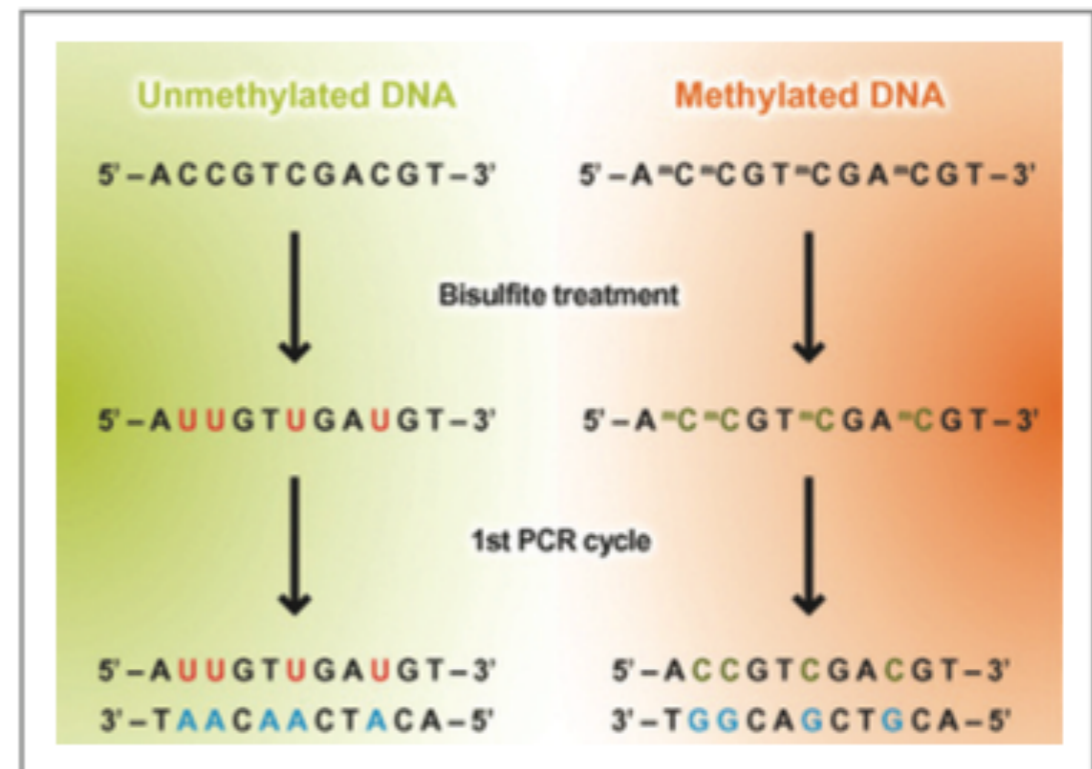 Unmethylated DNA
Methylated DNA
5'–ACCGTCGACGT–3'
5'–AᵐCᵐCGTᵐCGAᵐCGT–3'
Bisulfite treatment
5'–AUUGTUGAUGT–3'
5'–AᵐCᵐCGTᵐCGAᵐCGT–3'
1st PCR cycle
5'–AUUGTUGAUGT–3'
5'–ACCGTCGACGT–3'
3'–TAACAACTACA–5'
3'–TGGCAGCTGCA–5'